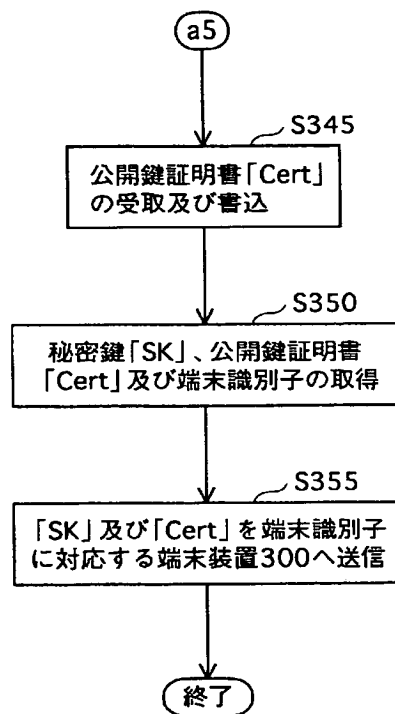 a5
S345
公開鍵証明書「Cert」
の受取及び書込
S350
秘密鍵「SK」、公開鍵証明書
「Cert」及び端末識別子の取得
S355
「SK」及び「Cert」を端末識別子
に対応する端末装置300へ送信
終了